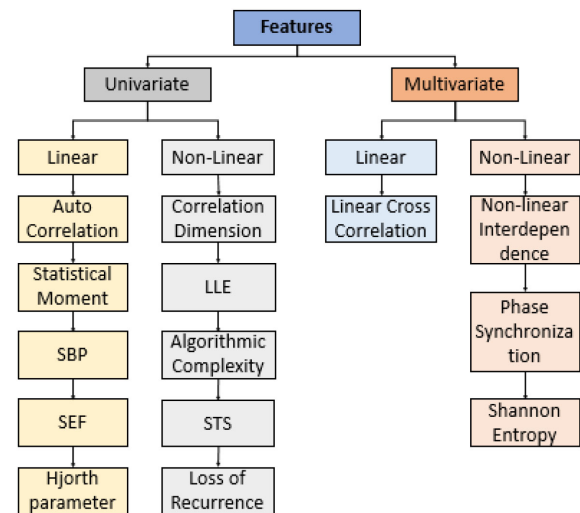 Features
Univariate
Multivariate
Linear
Non-Linear
Linear
Non-Linear
Auto
Correlation
Correlation
Dimension
Linear Cross
Correlation
Non-linear
Interdepen
dence
Statistical
Moment
LLE
Phase
Synchroniza
tion
SBP
Algorithmic
Complexity
SEF
STS
Shannon
Entropy
Hjorth
parameter
Loss of
Recurrence